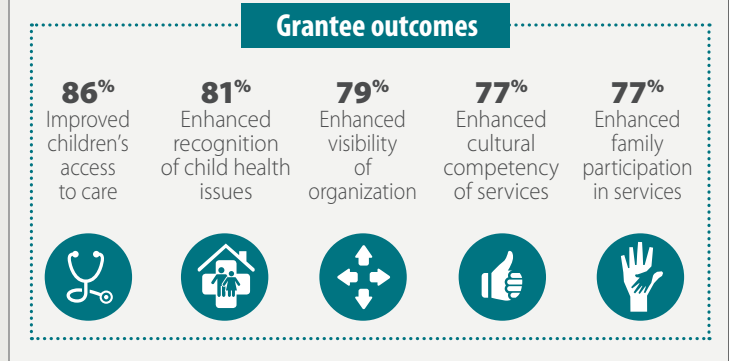 Grantee outcomes
86%
Improved
children's
access
to care
81%
Enhanced
recognition
of child health
issues
79%
Enhanced
visibility
of
organization
77%
Enhanced
cultural
competency
of services
77%
Enhanced
family
participation
in services